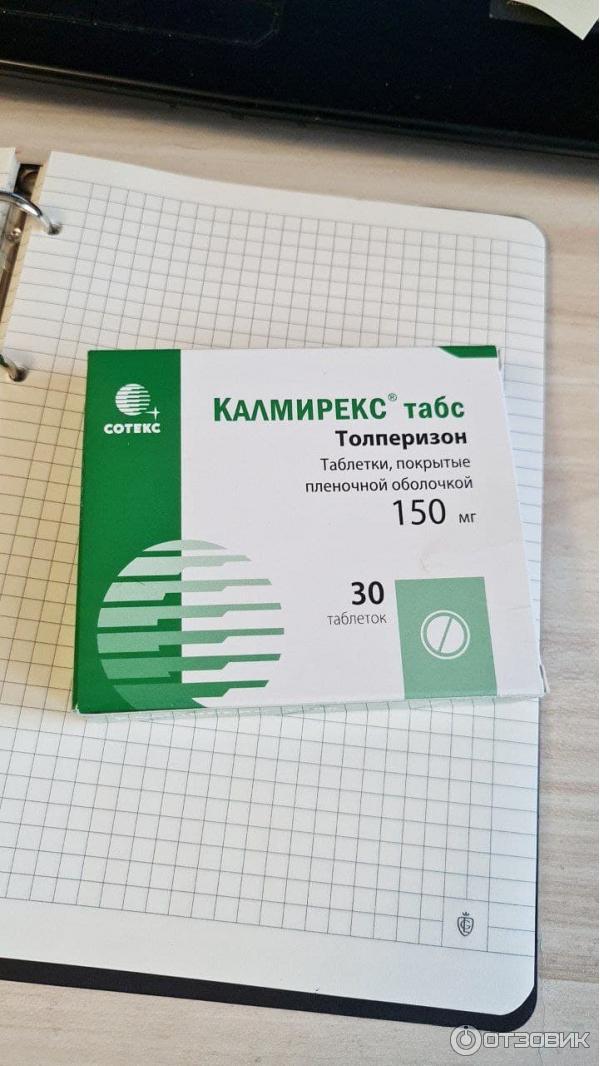 СОТЕКС
КАЛМИРЕКС® табс
Толперизон
Таблетки, покрытые
пленочной оболочкой
150 мг
30
таблеток
ОТЗОВИК